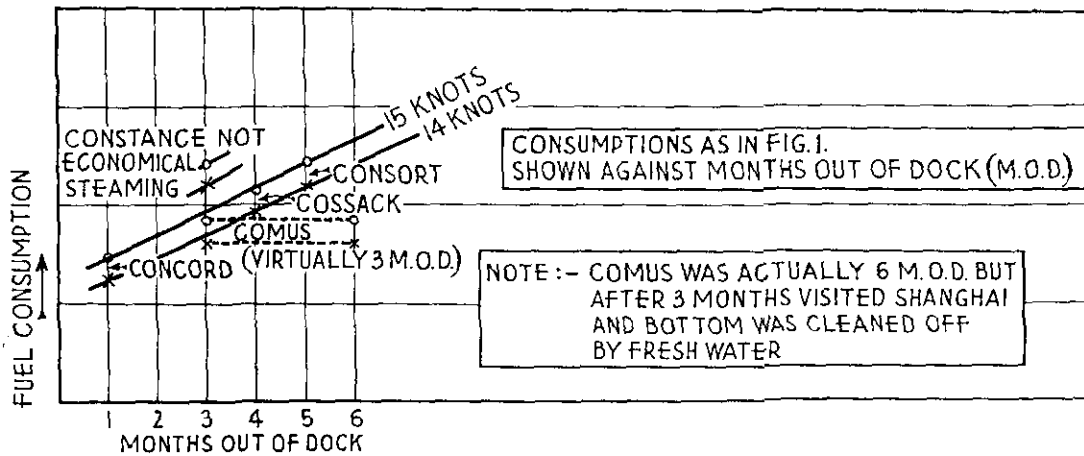 15 KNOTS
14 KNOTS
CONSTANCE NOT
ECONOMICAL
STEAMING
CONSUMPTIONS AS IN FIG.1.
SHOWN AGAINST MONTHS OUT OF DOCK (M.O.D.)
CONSORT
COSSACK
COMUS
(VIRTUALLY 3 M.O.D.)
CONCORD
NOTE :- COMUS WAS ACTUALLY 6 M.O.D. BUT
AFTER 3 MONTHS VISITED SHANGHAI
AND BOTTOM WAS CLEANED OFF
BY FRESH WATER
FUEL CONSUMPTION
1 2 3 4 5 6
MONTHS OUT OF DOCK